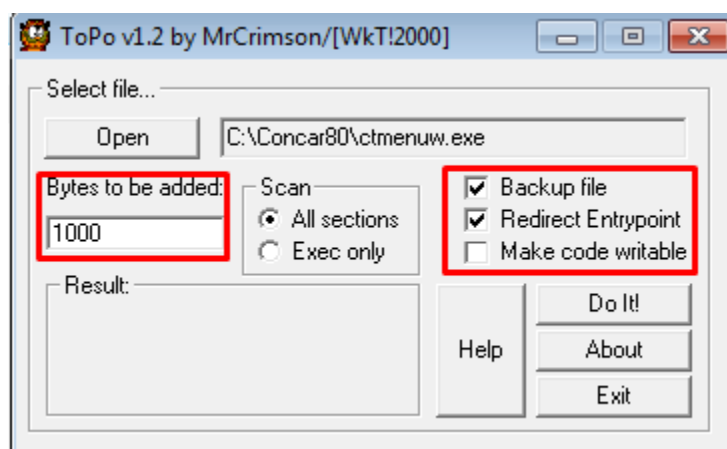 ToPo v1.2 by MrCrimson/[WkT!2000]
Select file...
Open
C:\Concar80\ctmenuw.exe
Bytes to be added:
1000
Scan
All sections
Exec only
Backup file
Redirect Entrypoint
Make code writable
Result:
Help
Do It!
About
Exit